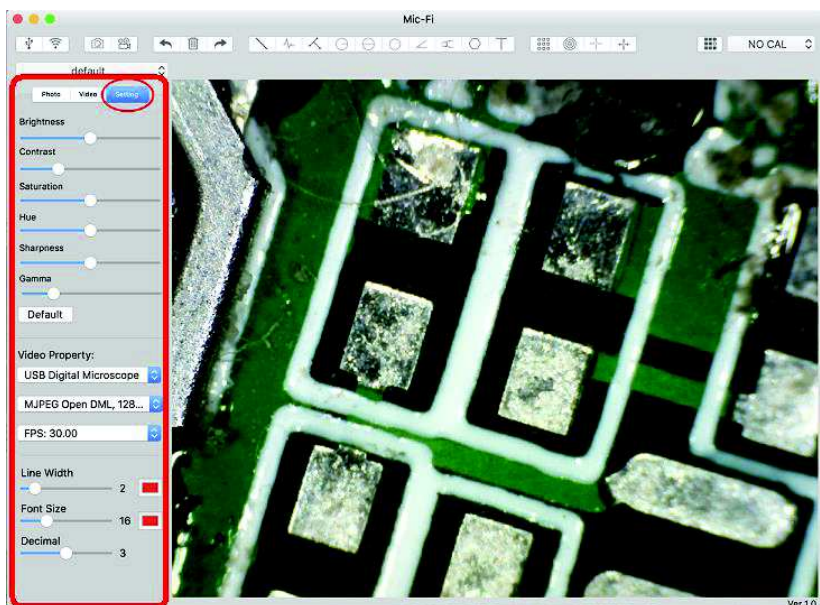 Mic-Fi
NO CAL
default
Photo Video Setting
Brightness
Contrast
Saturation
Hue
Sharpness
Gamma
Default
Video Property:
USB Digital Microscope
MJPEG Open DML, 128...
FPS: 30.00
Line Width
2
Font Size
16
Decimal
3
Ver 1.0